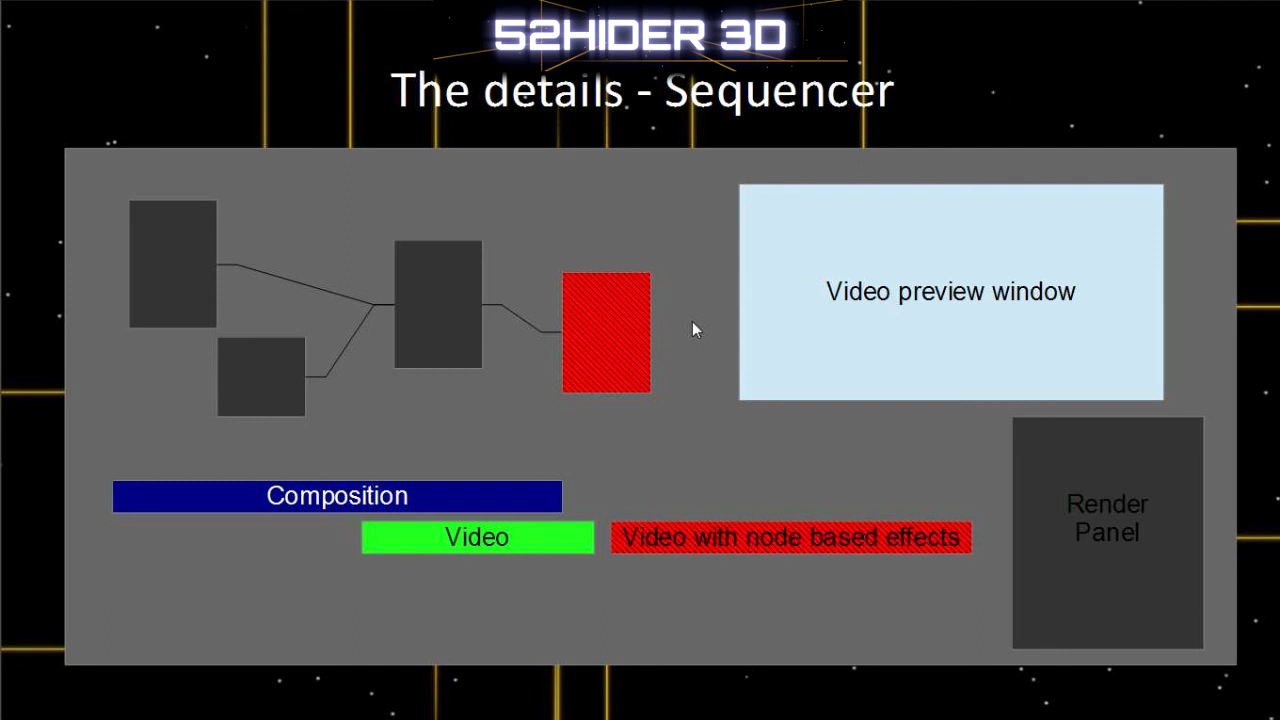 52HIDER 3D
The details - Sequencer
Video preview window
Composition
Video
Video with node based effects
Render
Panel